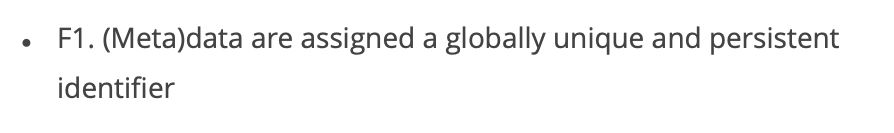 • F1. (Meta)data are assigned a globally unique and persistent
identifier